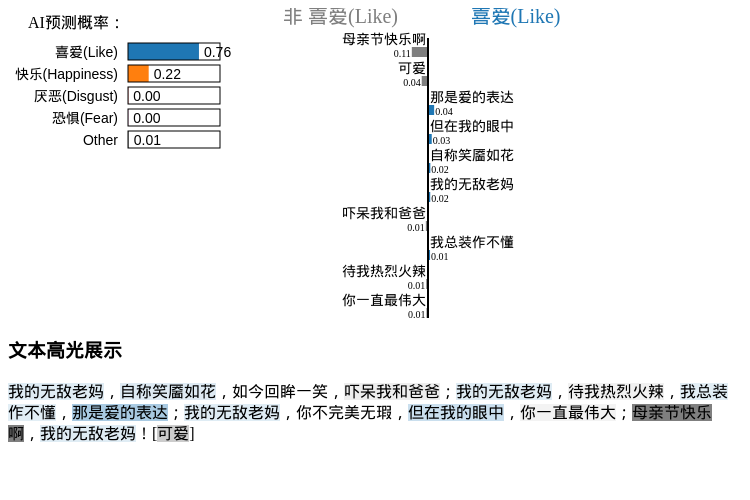 AI预测概率：
喜爱(Like) 0.76
快乐(Happiness) 0.22
厌恶(Disgust) 0.00
恐惧(Fear) 0.00
Other 0.01
非 喜爱(Like) 喜爱(Like)
母亲节快乐啊
0.11
可爱
0.04
那是爱的表达
0.04
但在我的眼中
0.03
自称笑靥如花
0.02
我的无敌老妈
0.02
吓呆我和爸爸
0.01
我总装作不懂
0.01
待我热烈火辣
0.01
你一直最伟大
0.01
文本高光展示
我的无敌老妈，自称笑靥如花，如今回眸一笑，吓呆我和爸爸；我的无敌老妈，待我热烈火辣，我总装
作不懂，那是爱的表达；我的无敌老妈，你不完美无瑕，但在我的眼中，你一直最伟大；母亲节快乐
啊，我的无敌老妈！[可爱]